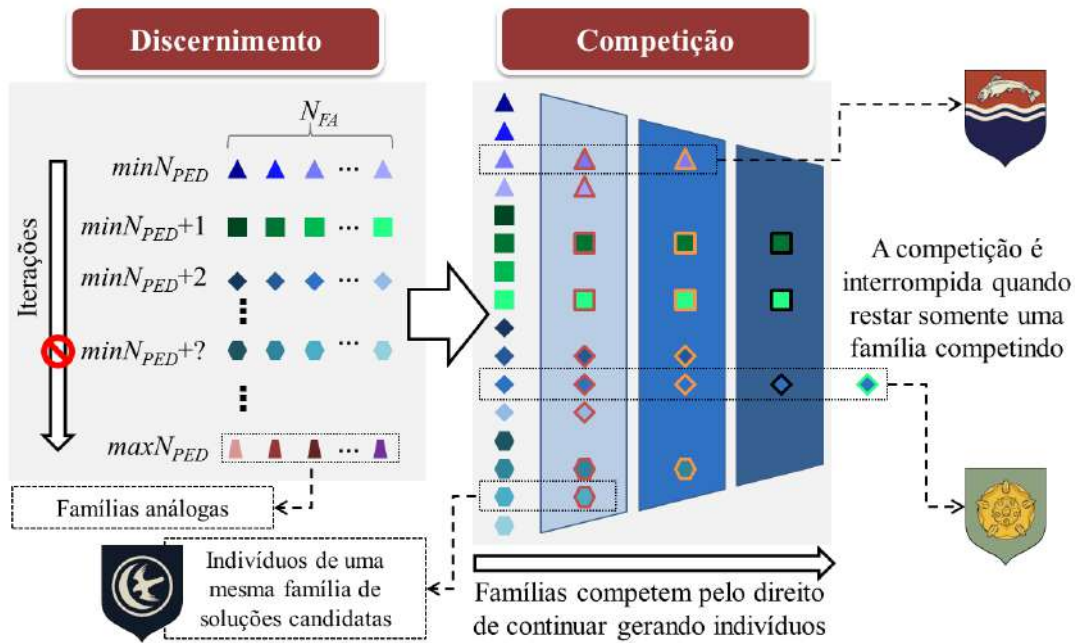 Discernimento
Competição
N_FA
minN_PED
...
minN_PED+1
...
minN_PED+2
...
minN_PED+?
...
maxN_PED
...
Iterações
Famílias análogas
Indivíduos de uma
mesma família de
soluções candidatas
A competição é
interrompida quando
restar somente uma
família competindo
Famílias competem pelo direito
de continuar gerando indivíduos